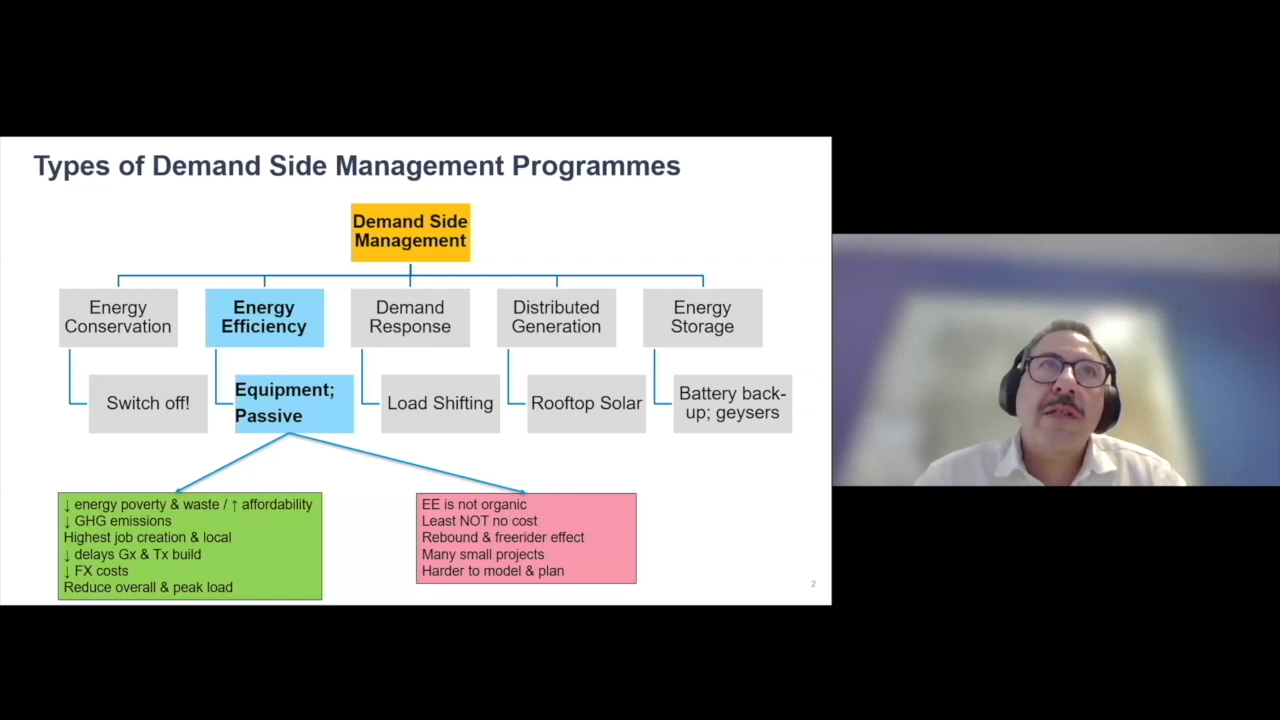 Types of Demand Side Management Programmes
Demand Side
Management
Energy
Conservation
Energy
Efficiency
Demand
Response
Distributed
Generation
Energy
Storage
Switch off!
Equipment;
Passive
Load Shifting
Rooftop Solar
Battery back-
up; geysers
↓ energy poverty & waste / ↑ affordability
↓ GHG emissions
Highest job creation & local
↓ delays Gx & Tx build
↓ FX costs
Reduce overall & peak load
EE is not organic
Least NOT no cost
Rebound & freerider effect
Many small projects
Harder to model & plan
2